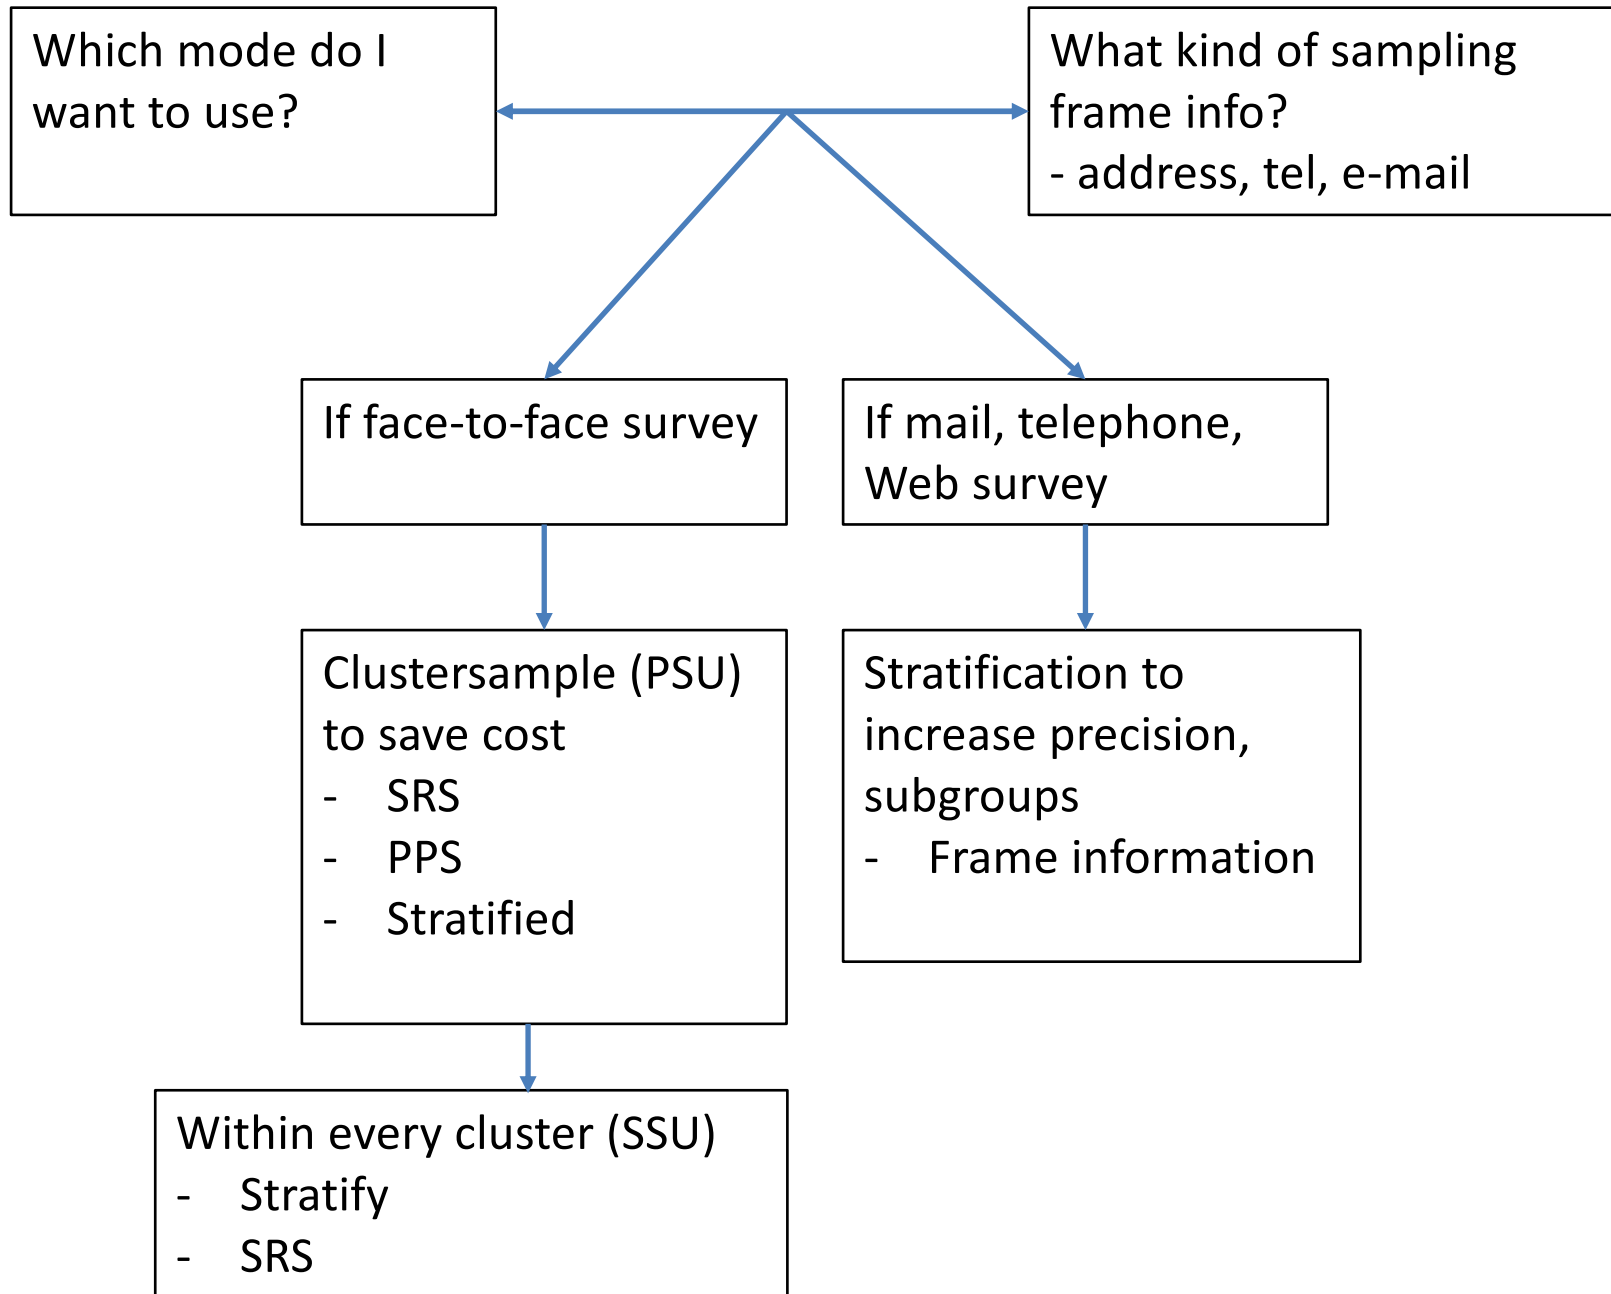 Which mode do I
want to use?
What kind of sampling
frame info?
- address, tel, e-mail
If face-to-face survey
If mail, telephone,
Web survey
Clustersample (PSU)
to save cost
- SRS
- PPS
- Stratified
Stratification to
increase precision,
subgroups
- Frame information
Within every cluster (SSU)
- Stratify
- SRS